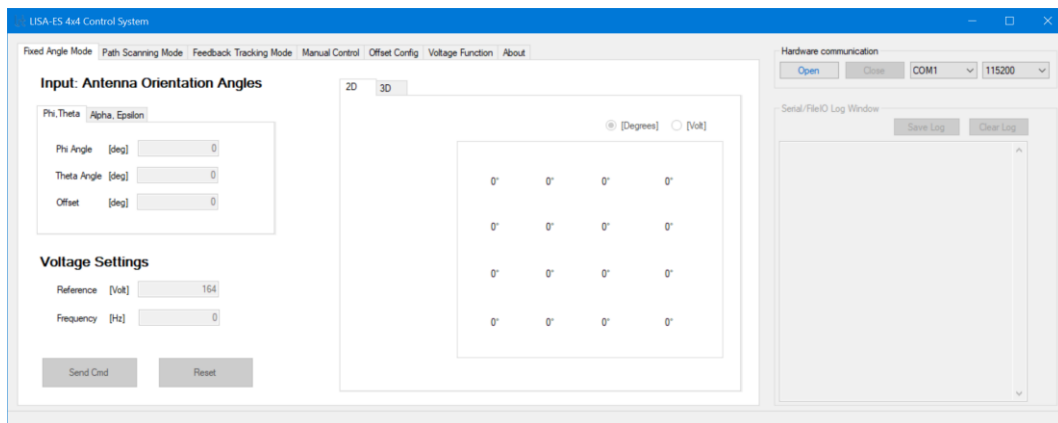 LISA-ES 4x4 Control System
Fixed Angle Mode Path Scanning Mode Feedback Tracking Mode Manual Control Offset Config Voltage Function About
Input: Antenna Orientation Angles
Phi,Theta Alpha, Epsilon
Phi Angle [deg] 0
Theta Angle [deg] 0
Offset [deg] 0
Voltage Settings
Reference [Volt] 164
Frequency [Hz] 0
Send Cmd Reset
2D 3D
[Degrees] [Volt]
0° 0° 0° 0°
0° 0° 0° 0°
0° 0° 0° 0°
0° 0° 0° 0°
Hardware communication
Open Close COM1 115200
Serial/FileIO Log Window
Save Log Clear Log